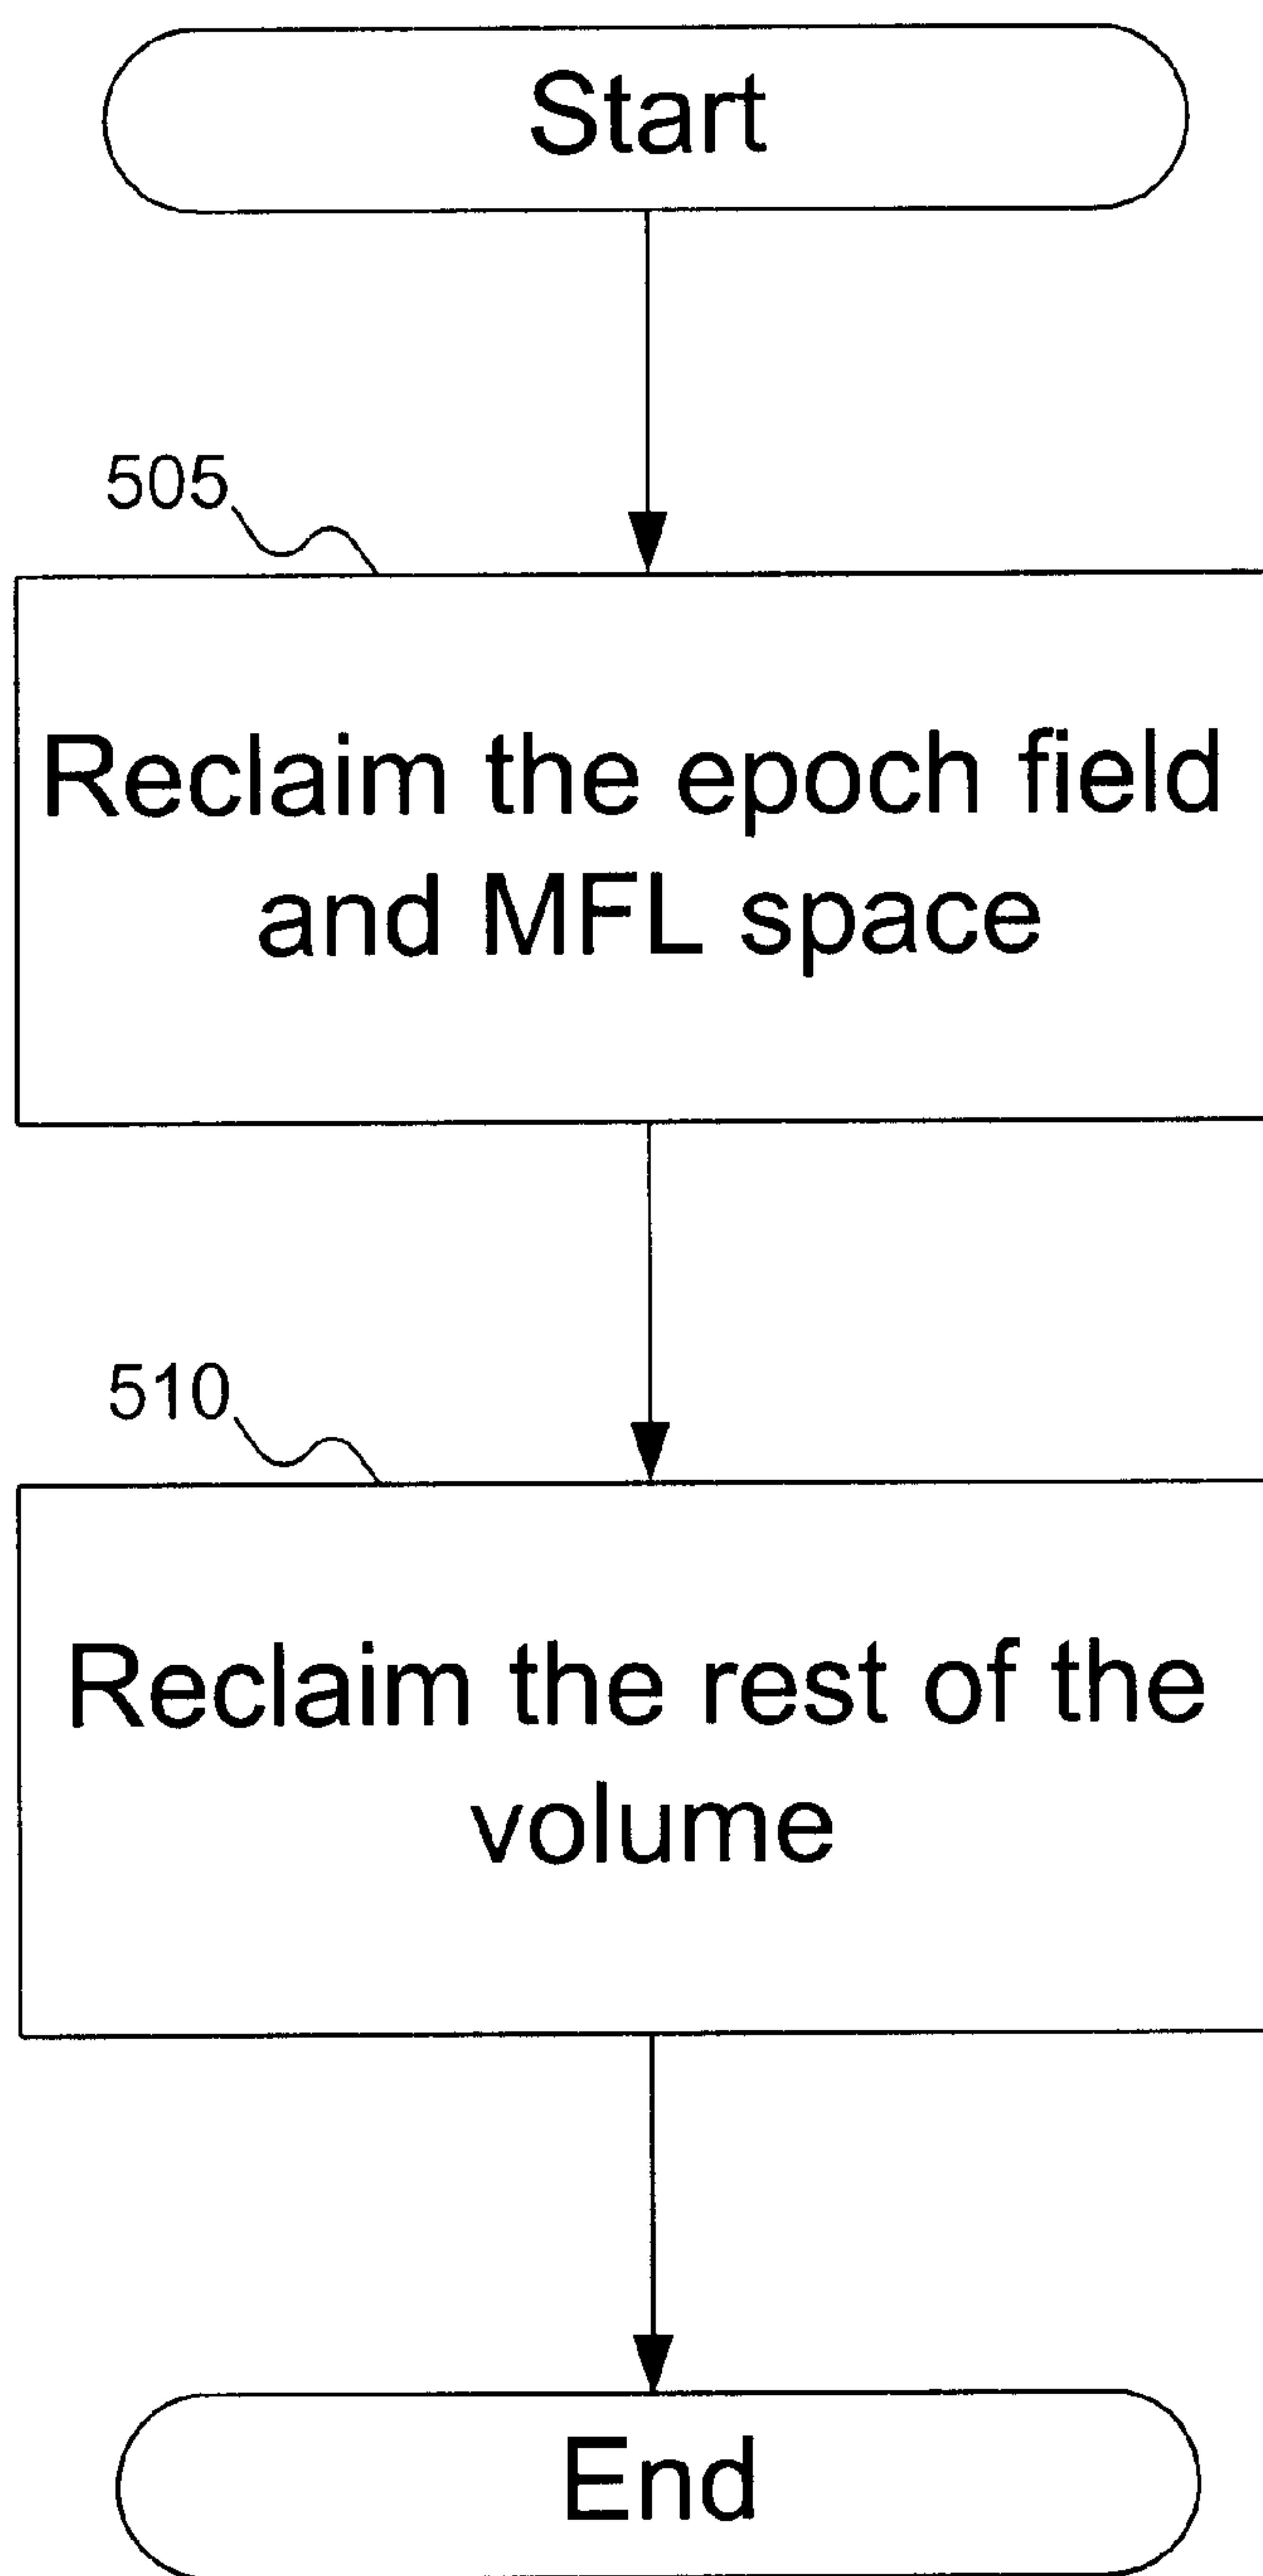 Start
505
Reclaim the epoch field
and MFL space
510
Reclaim the rest of the
volume
End